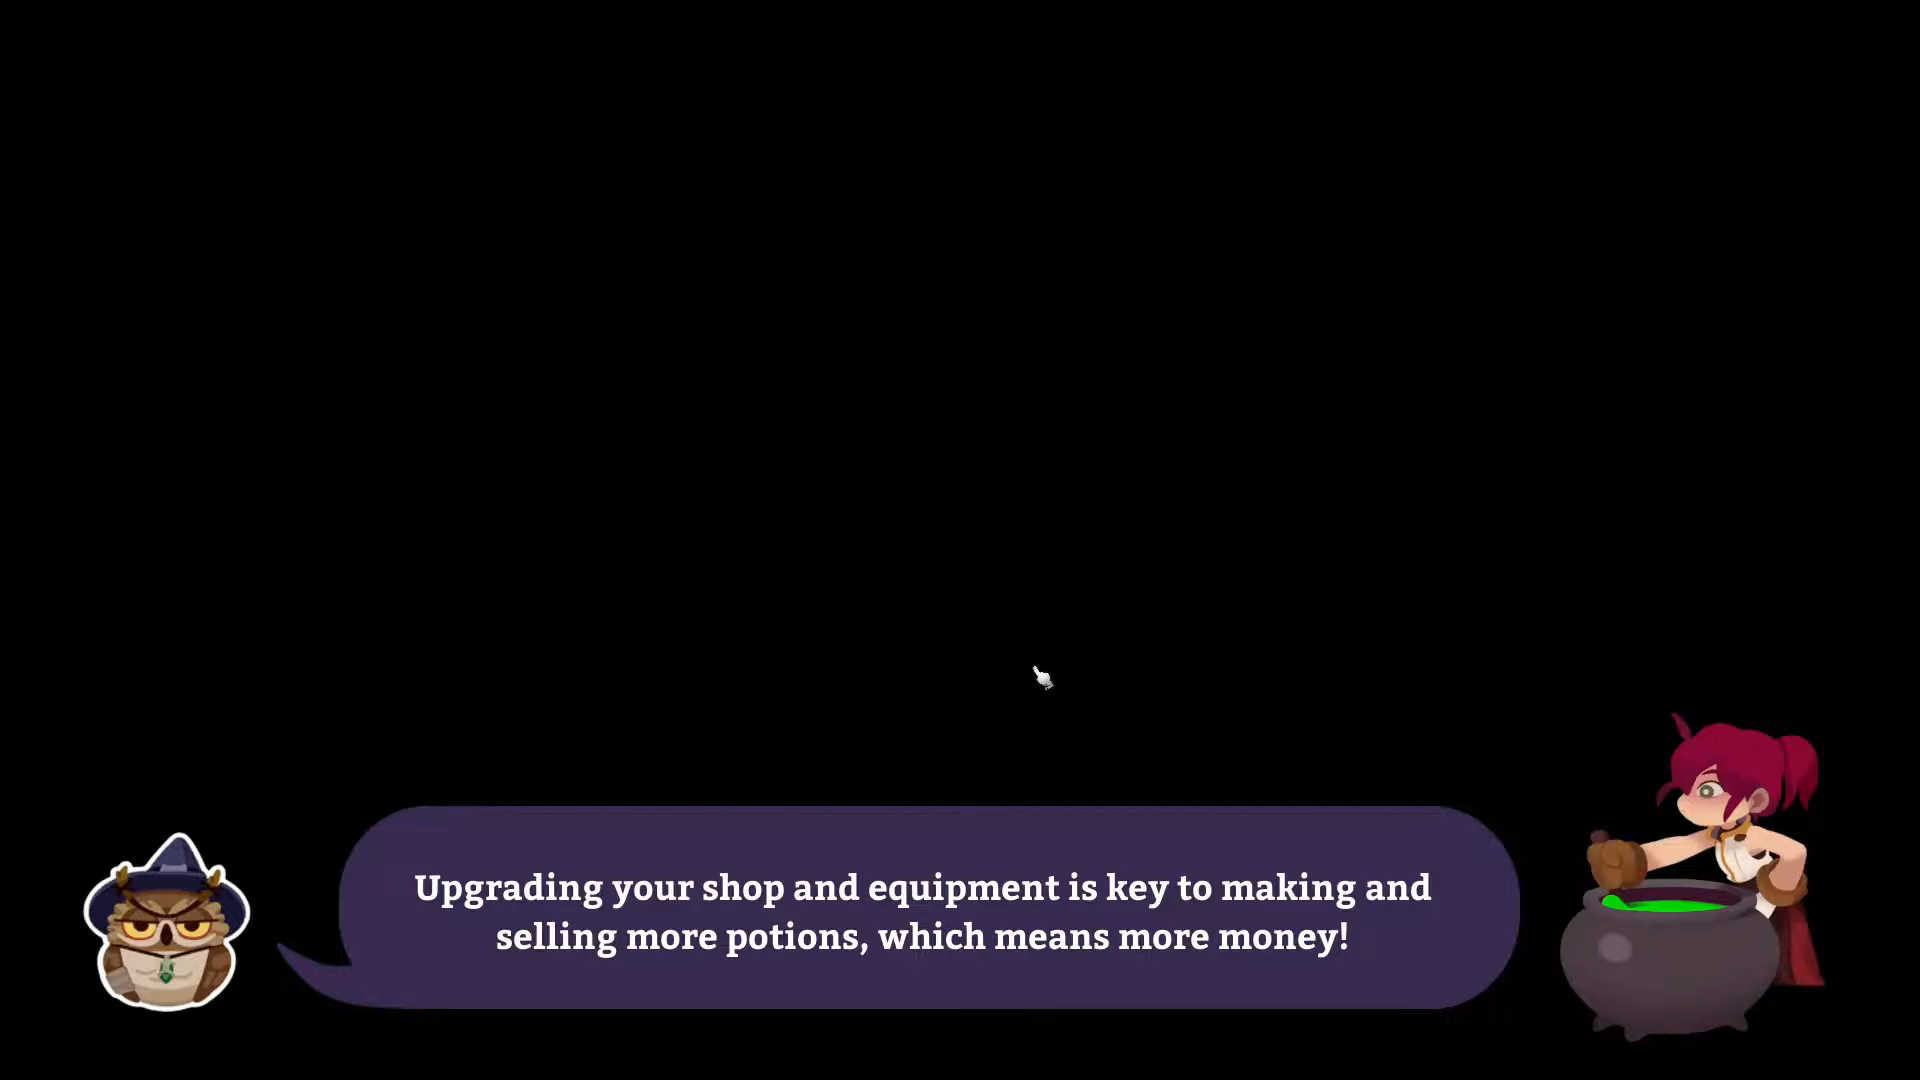 Upgrading your shop and equipment is key to making and
selling more potions, which means more money!